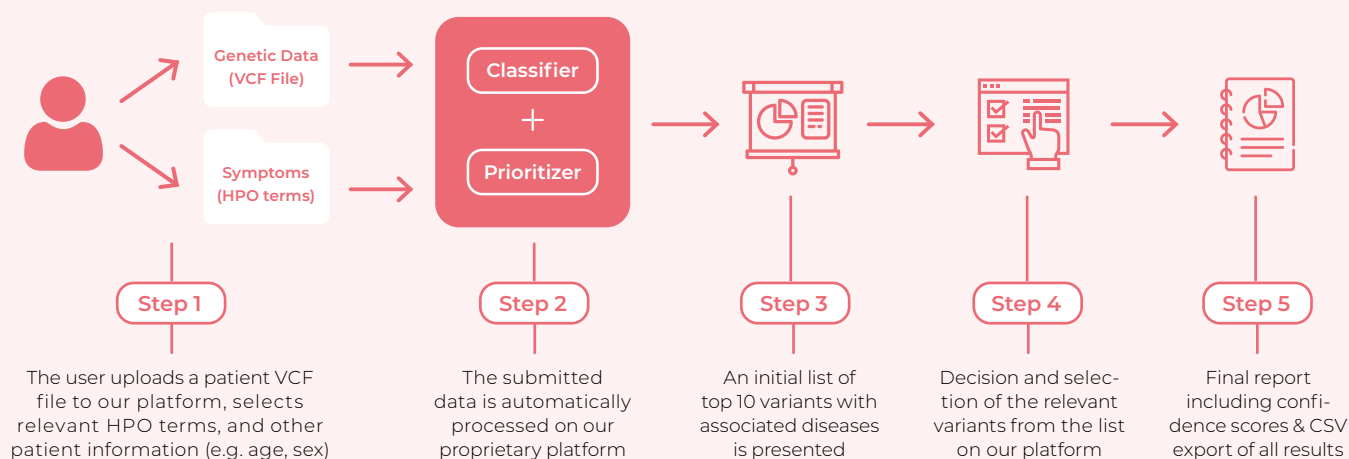 Genetic Data
(VCF File)
Symptoms
(HPO terms)
Classifier
+
Prioritizer
Step 1
Step 2
Step 3
Step 4
Step 5
The user uploads a patient VCF
file to our platform, selects
relevant HPO terms, and other
patient information (e.g. age, sex)
The submitted
data is automatically
processed on our
proprietary platform
An initial list of
top 10 variants with
associated diseases
is presented
Decision and selec-
tion of the relevant
variants from the list
on our platform
Final report
including confi-
dence scores & CSV
export of all results